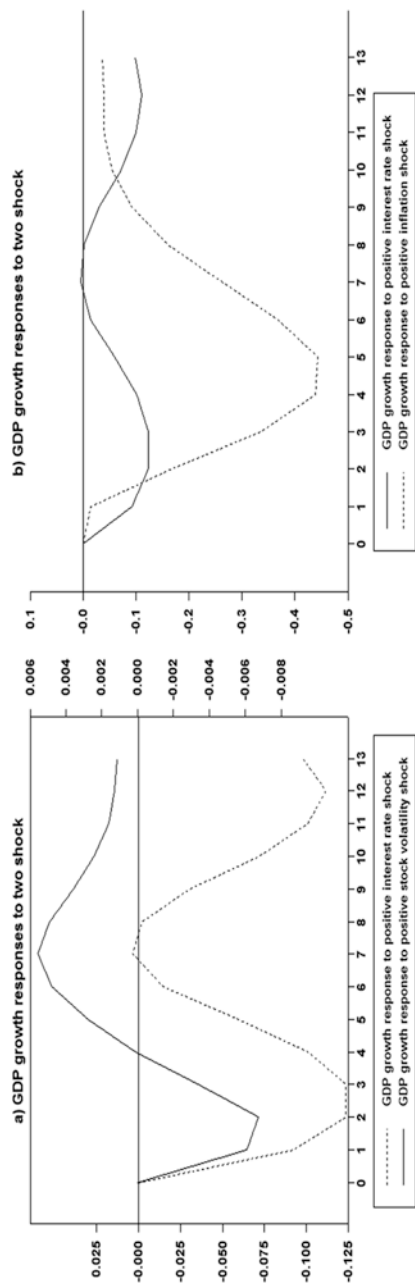 a) GDP growth responses to two shock
0.025
-0.000
-0.025
-0.050
-0.075
-0.100
-0.125
0.006
0.004
0.002
0.000
-0.002
-0.004
-0.006
-0.008
0 1 2 3 4 5 6 7 8 9 10 11 12 13
GDP growth response to positive interest rate shock
GDP growth response to positive stock volatility shock
b) GDP growth responses to two shock
0.1
-0.0
-0.1
-0.2
-0.3
-0.4
-0.5
0 1 2 3 4 5 6 7 8 9 10 11 12 13
GDP growth response to positive interest rate shock
GDP growth response to positive inflation shock